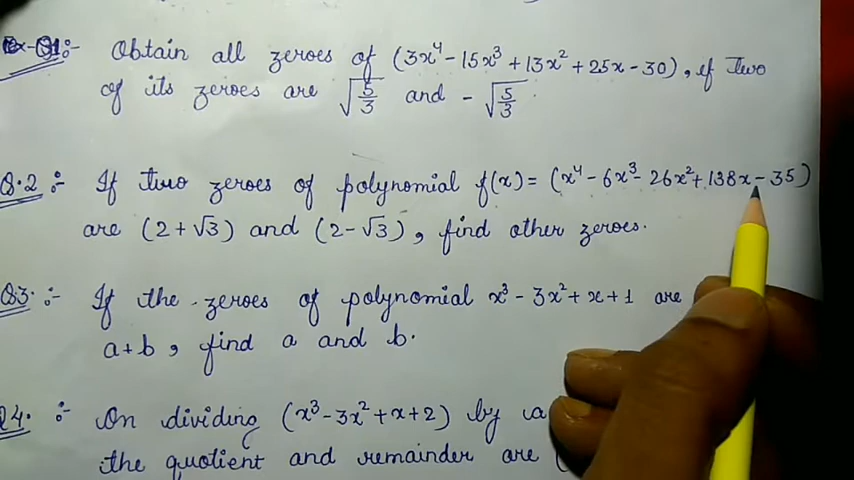 Ex-Q1:- Obtain all zeroes of (3x⁴ - 15x³ + 13x² + 25x - 30), if two
of its zeroes are √5/3 and - √5/3.
Q.2:- If two zeroes of polynomial f(x) = (x⁴ - 6x³ - 26x² + 138x - 35)
are (2+√3) and (2-√3), find other zeroes.
Q3.:- If the zeroes of polynomial x³ - 3x² + x + 1 are
a+b, find a and b.
Q4.:- On dividing (x³ - 3x² + x + 2) by a
the quotient and remainder are (